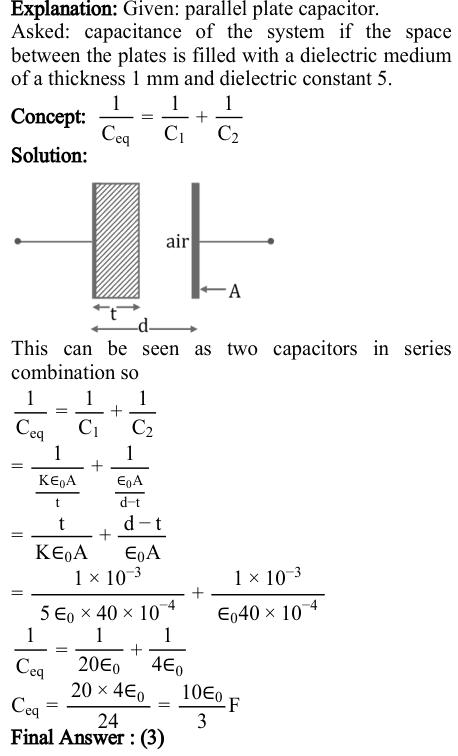 Explanation: Given: parallel plate capacitor.
Asked: capacitance of the system if the space
between the plates is filled with a dielectric medium
of a thickness 1 mm and dielectric constant 5.
Concept: 1/C_eq = 1/C_1 + 1/C_2
Solution:
air
A
t
d
This can be seen as two capacitors in series
combination so
1/C_eq = 1/C_1 + 1/C_2
= 1/(K∈_0A/t) + 1/(∈_0A/(d−t))
= t/(K∈_0A) + (d − t)/(∈_0A)
= (1 × 10^−3)/(5 ∈_0 × 40 × 10^−4) + (1 × 10^−3)/(∈_0 40 × 10^−4)
1/C_eq = 1/(20∈_0) + 1/(4∈_0)
C_eq = (20 × 4∈_0)/24 = (10∈_0)/3 F
Final Answer : (3)